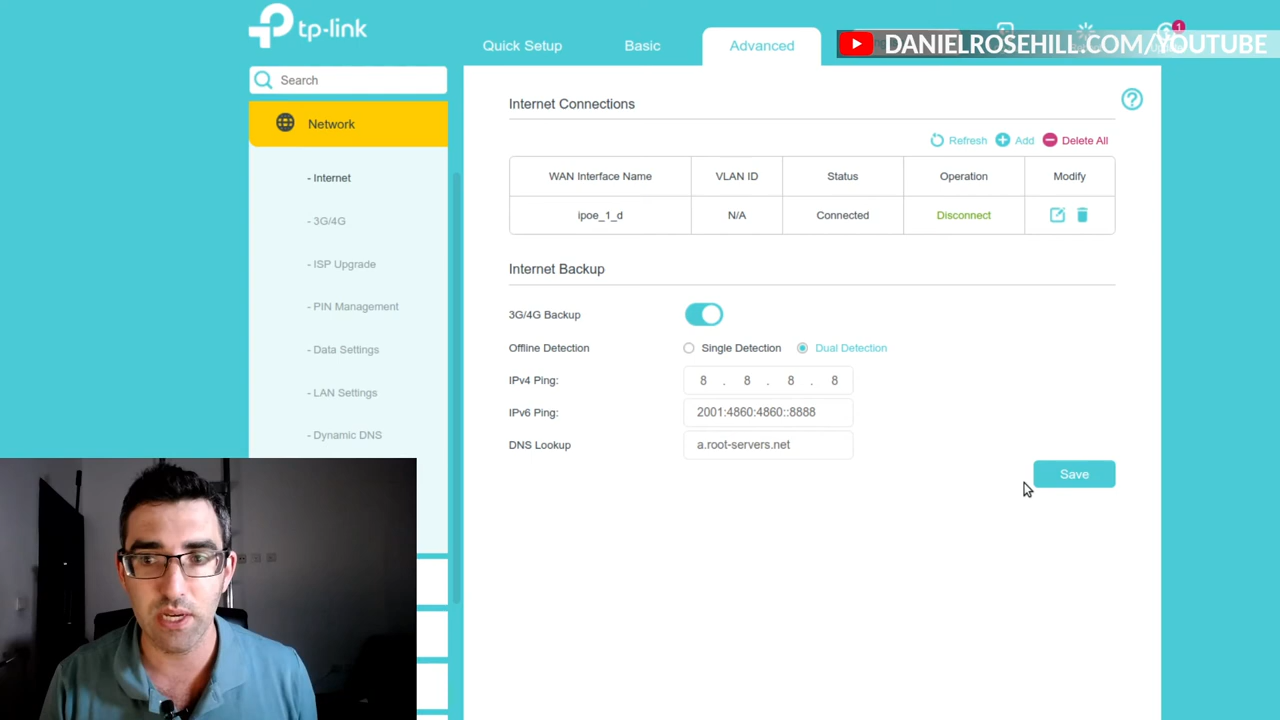 tp-link
Quick Setup
Basic
Advanced
1
DANIELROSEHILL.COM/YOUTUBE
Search
Network
- Internet
- 3G/4G
- ISP Upgrade
- PIN Management
- Data Settings
- LAN Settings
- Dynamic DNS
Internet Connections
?
Refresh
Add
Delete All
WAN Interface Name VLAN ID Status Operation Modify
ipoe_1_d N/A Connected Disconnect
Internet Backup
3G/4G Backup
Offline Detection Single Detection Dual Detection
IPv4 Ping: 8 . 8 . 8 . 8
IPv6 Ping: 2001:4860:4860::8888
DNS Lookup a.root-servers.net
Save